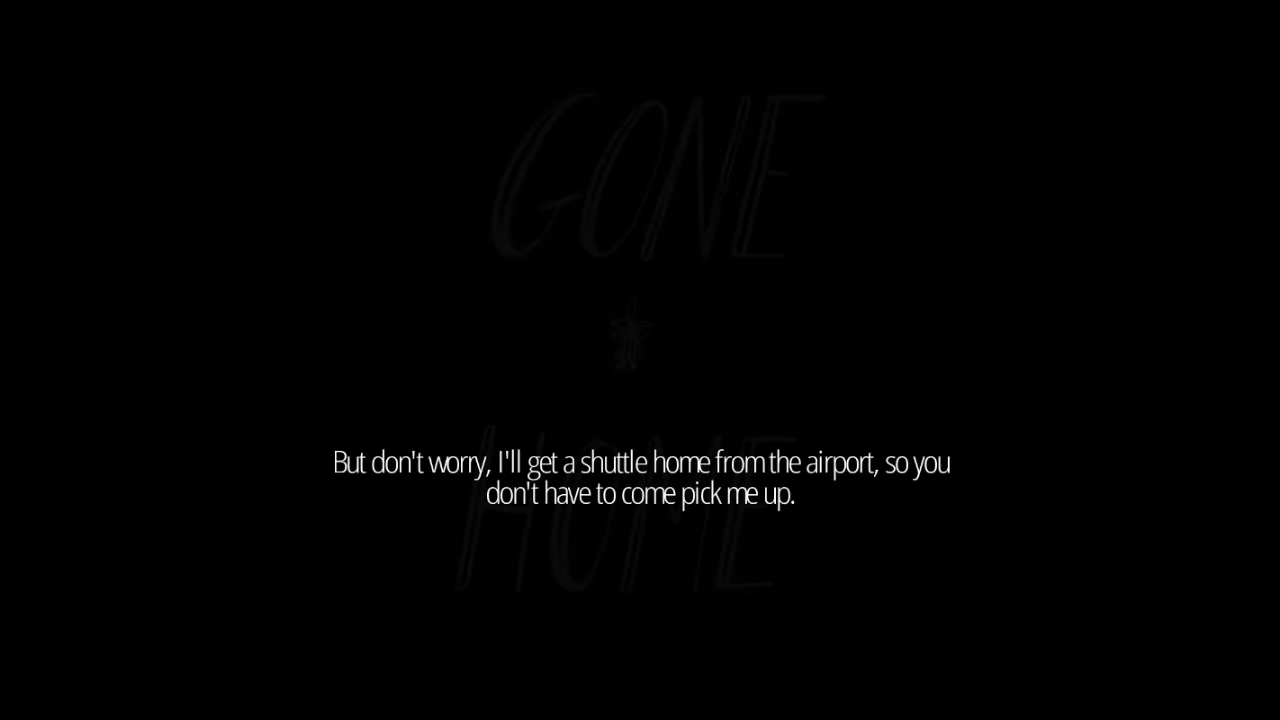 GONE
HOME
But don't worry, I'll get a shuttle home from the airport, so you
don't have to come pick me up.